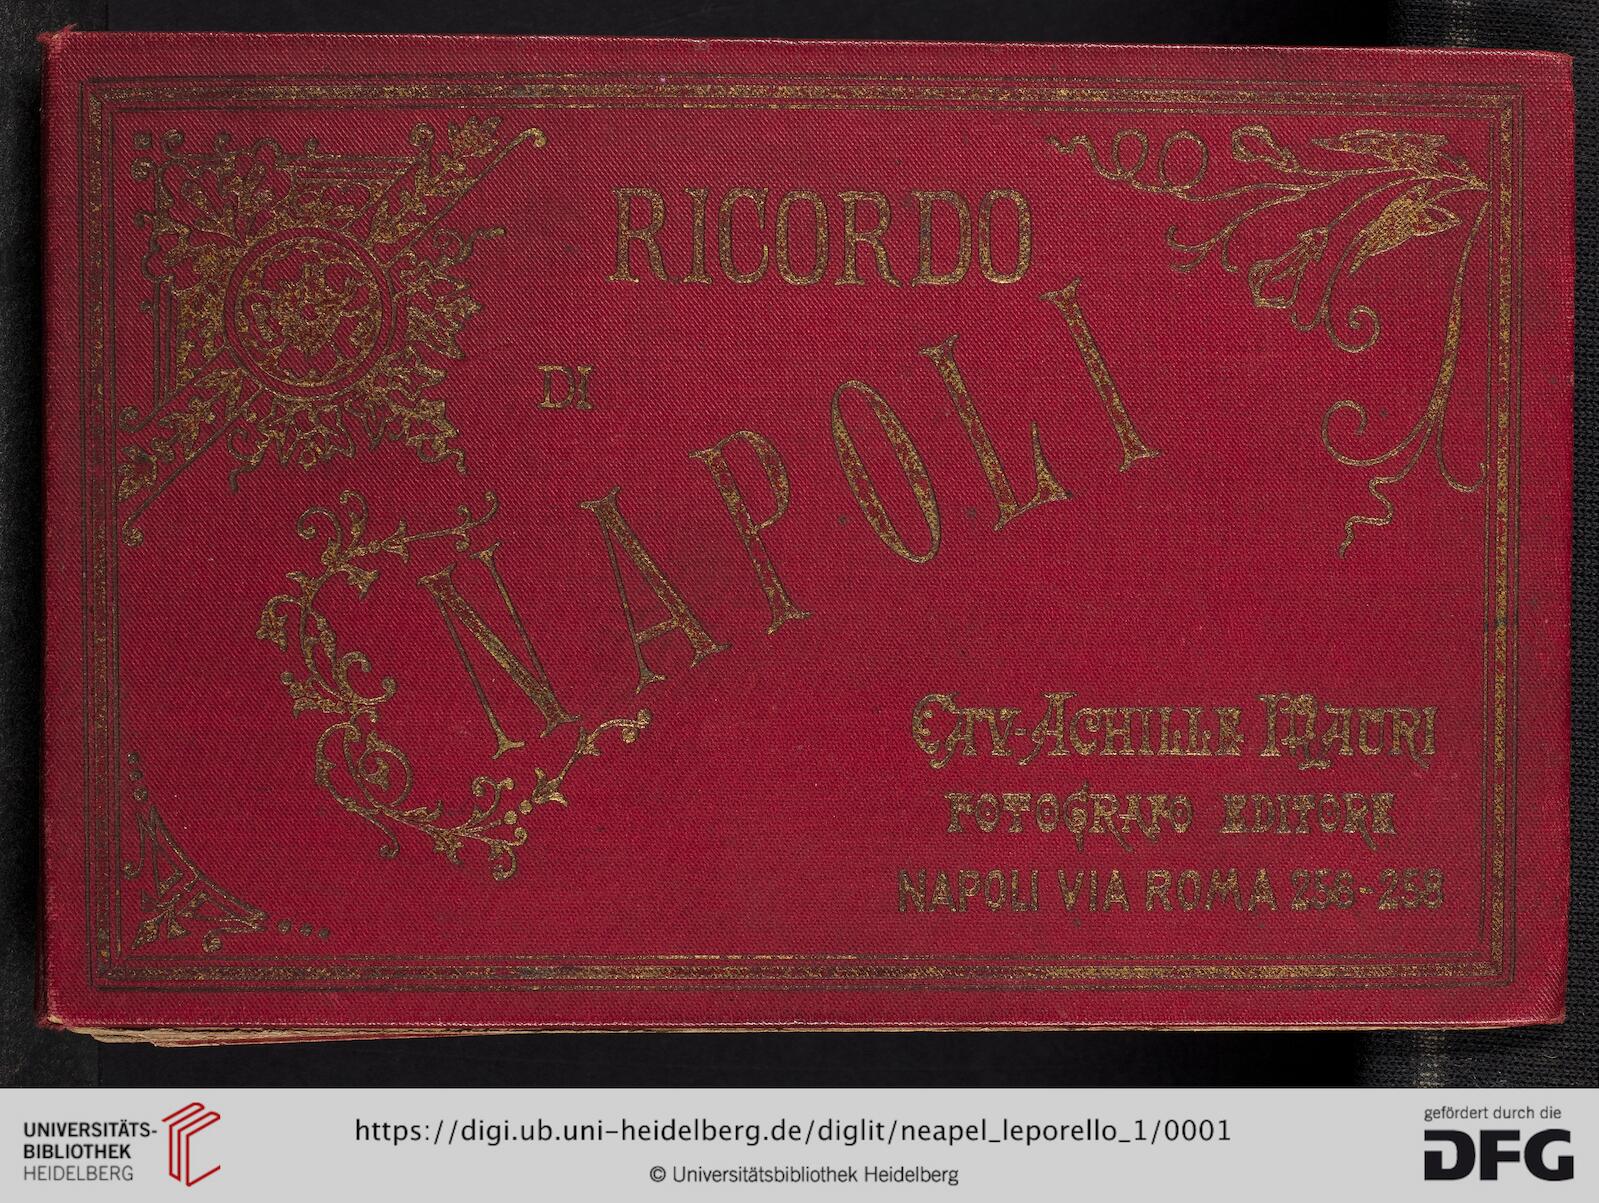 RICORDO
DI
NAPOLI
CAV. ACHILLE MAURI
FOTOGRAFO EDITORE
NAPOLI VIA ROMA 256-258
UNIVERSITÄTS-
BIBLIOTHEK
HEIDELBERG
https://digi.ub.uni-heidelberg.de/diglit/neapel_leporello_1/0001
© Universitätsbibliothek Heidelberg
gefördert durch die
DFG